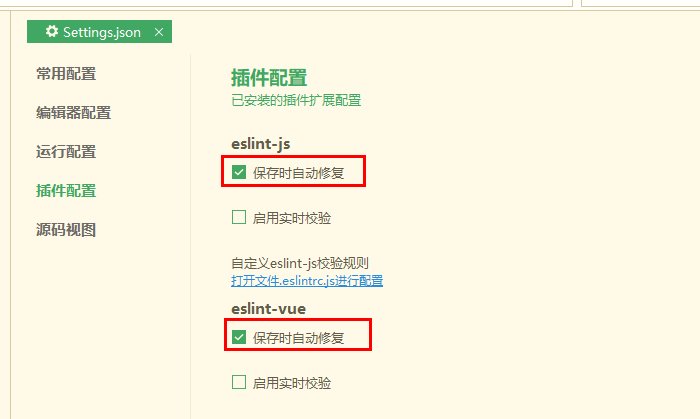 Settings.json
常用配置
编辑器配置
运行配置
插件配置
源码视图
插件配置
已安装的插件扩展配置
eslint-js
保存时自动修复
启用实时校验
自定义eslint-js校验规则
打开文件.eslintrc.js进行配置
eslint-vue
保存时自动修复
启用实时校验